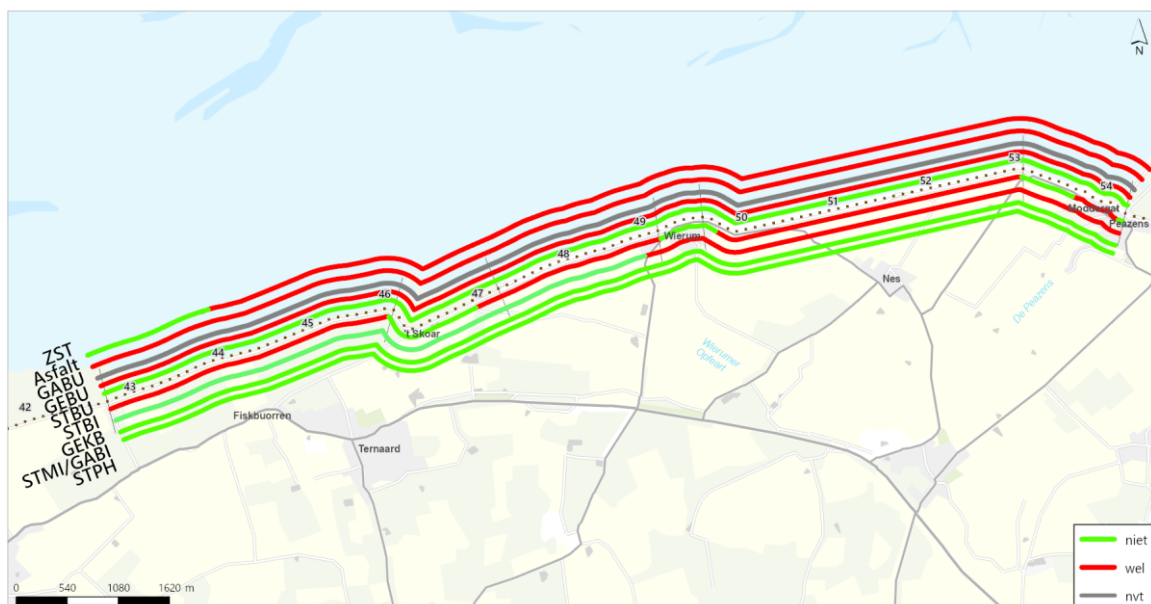 N
53
54
52
Moddergat
51
49
50
Peazens
Wierum
48
Nes
47
46
't Skoar
45
De Peazens
44
Wierumer
Opfeart
ZST
Asfalt
GABU
GEBU
STBU
STBI
GEKB
STMI/GABI
STPH
43
42
Fiskbuorren
Ternaard
niet
wel
nvt
0 540 1080 1620 m